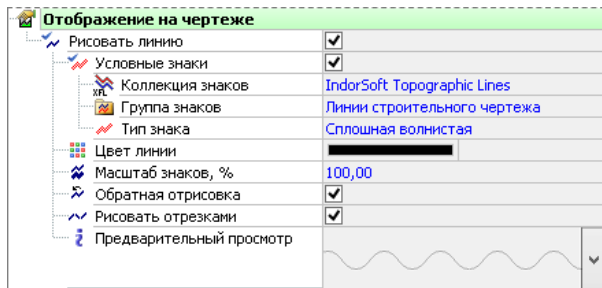 Отображение на чертеже
Рисовать линию
Условные знаки
Коллекция знаков IndorSoft Topographic Lines
Группа знаков Линии строительного чертежа
Тип знака Сплошная волнистая
Цвет линии
Масштаб знаков, % 100,00
Обратная отрисовка
Рисовать отрезками
Предварительный просмотр